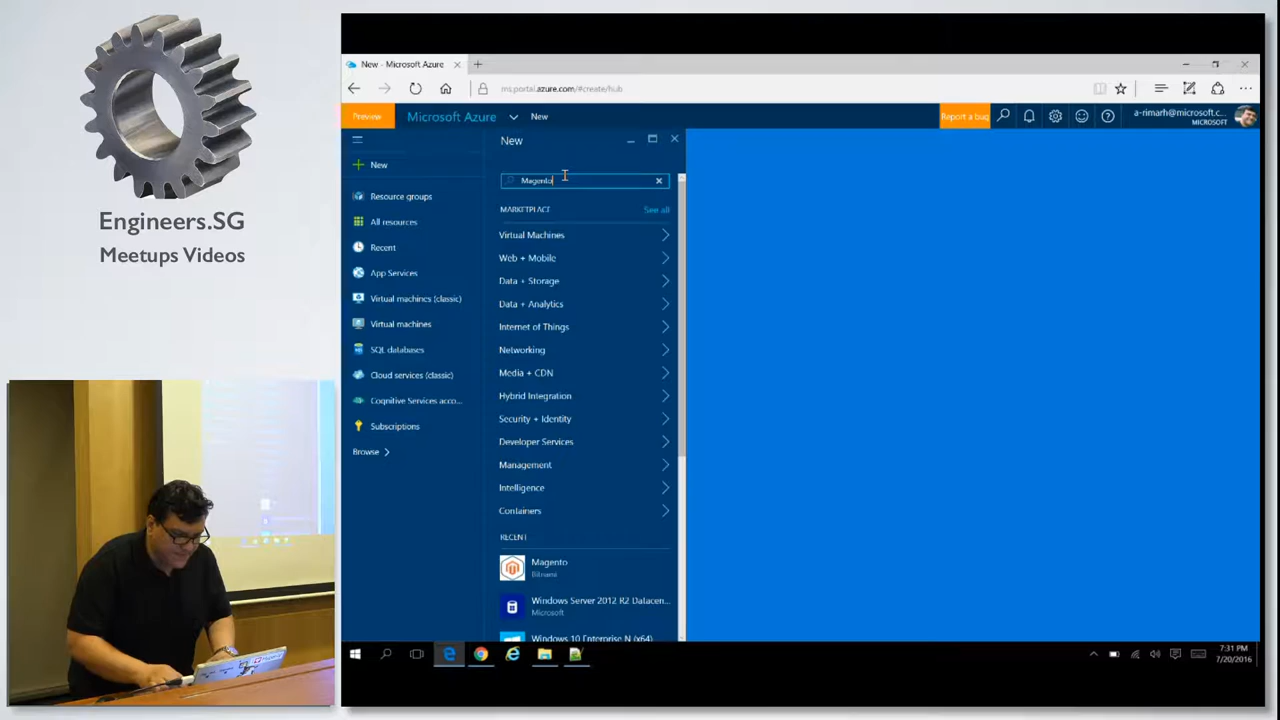 Engineers.SG
Meetups Videos
New - Microsoft Azure
ms.portal.azure.com/#create/hub
Preview
Microsoft Azure
New
Report a bug
a-rimarh@microsoft.c...
MICROSOFT
New
Resource groups
All resources
Recent
App Services
Virtual machines (classic)
Virtual machines
SQL databases
Cloud services (classic)
Cognitive Services acco...
Subscriptions
Browse
New
Magento
MARKETPLACE
See all
Virtual Machines
Web + Mobile
Data + Storage
Data + Analytics
Internet of Things
Networking
Media + CDN
Hybrid Integration
Security + Identity
Developer Services
Management
Intelligence
Containers
RECENT
Magento
Bitnami
Windows Server 2012 R2 Datacen...
Microsoft
Windows 10 Enterprise N (x64)
7:31 PM
7/20/2016